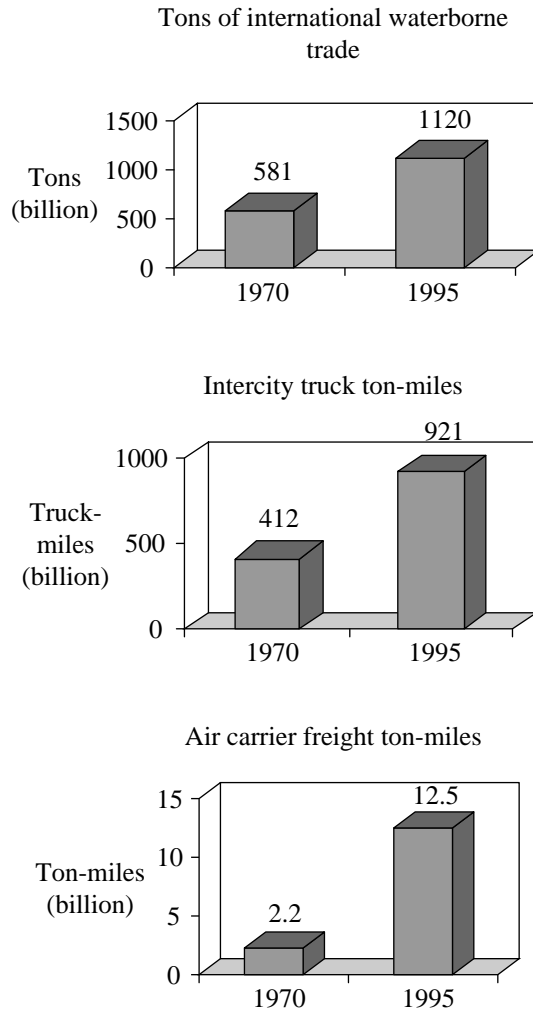 Tons of international waterborne
trade
1500
1120
1000
581
Tons
(billion)
500
0
1970
1995
Intercity truck ton-miles
921
1000
Truck-
miles
(billion)
412
500
0
1970
1995
Air carrier freight ton-miles
15
12.5
10
Ton-miles
(billion)
5
2.2
0
1970
1995